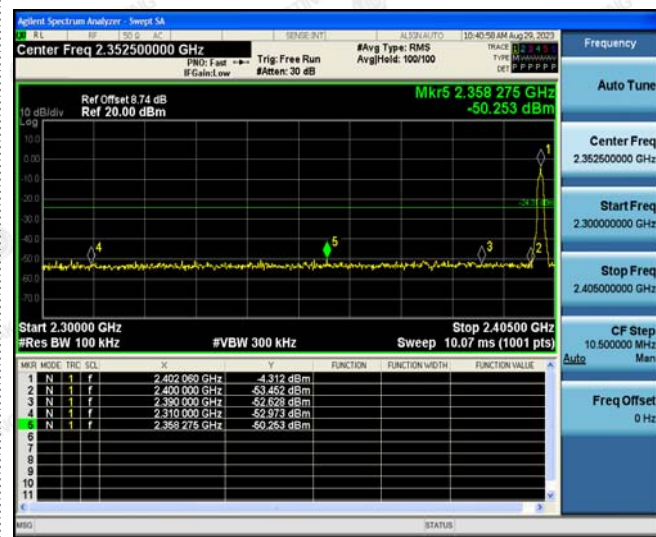 Agilent Spectrum Analyzer - Swept SA
RL RF 50 Ω AC SENSE:INT ALIGN AUTO 10:40:58 AM Aug 29, 2023
Center Freq 2.352500000 GHz
PNO: Fast
IFGain:Low
Trig: Free Run
#Atten: 30 dB
#Avg Type: RMS
Avg|Hold: 100/100
TRACE 1 2 3 4 5 6
TYPE M
DET P P P P P P
Ref Offset 8.74 dB
Ref 20.00 dBm
10 dB/div
Log
Mkr5 2.358 275 GHz
-50.253 dBm
10.0
0.00
-10.0
-20.0
-30.0
-40.0
-50.0
-60.0
-70.0
1
2
3
4
5
Start 2.30000 GHz
Stop 2.40500 GHz
#Res BW 100 kHz
#VBW 300 kHz
Sweep 10.07 ms (1001 pts)
MKR MODE TRC SCL X Y FUNCTION FUNCTION WIDTH FUNCTION VALUE
1 N 1 f 2.402 060 GHz -4.312 dBm
2 N 1 f 2.400 000 GHz -53.452 dBm
3 N 1 f 2.390 000 GHz -52.628 dBm
4 N 1 f 2.310 000 GHz -52.973 dBm
5 N 1 f 2.358 275 GHz -50.253 dBm
6
7
8
9
10
11
MSG
STATUS
Frequency
Auto Tune
Center Freq
2.352500000 GHz
Start Freq
2.300000000 GHz
Stop Freq
2.405000000 GHz
CF Step
10.500000 MHz
Auto Man
Freq Offset
0 Hz